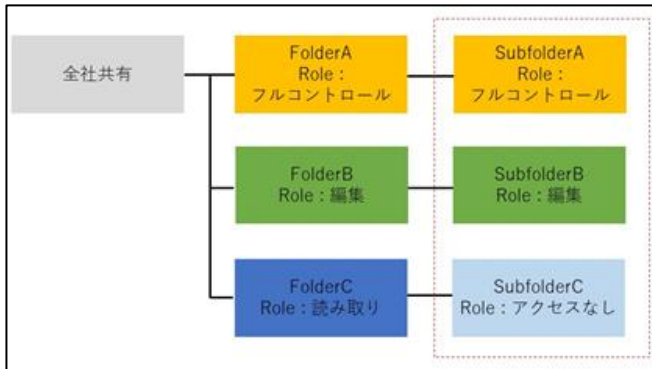 全社共有
FolderA
Role：
フルコントロール
SubfolderA
Role：
フルコントロール
FolderB
Role：編集
SubfolderB
Role：編集
FolderC
Role：読み取り
SubfolderC
Role：アクセスなし